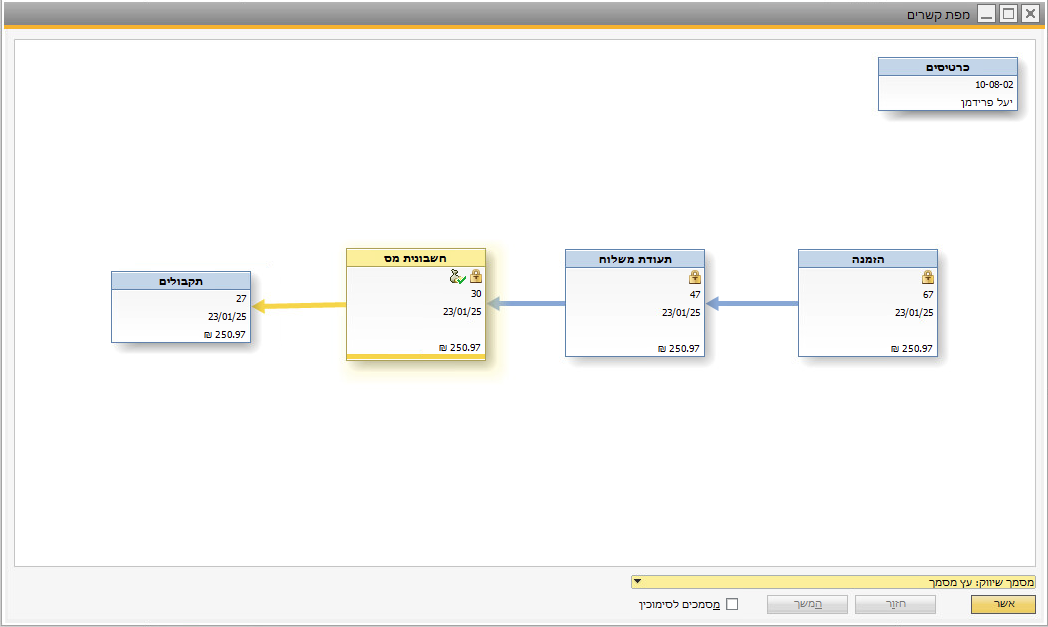 מפת קשרים
כרטיסים
10-08-02
יעל פרידמן
הזמנה
67
23/01/25
250.97 ₪
תעודת משלוח
47
23/01/25
250.97 ₪
חשבונית מס
30
23/01/25
250.97 ₪
תקבולים
27
23/01/25
250.97 ₪
מסמך שיווק: עץ מסמך
אשר
חזור
המשך
מסמכים לסימוכין